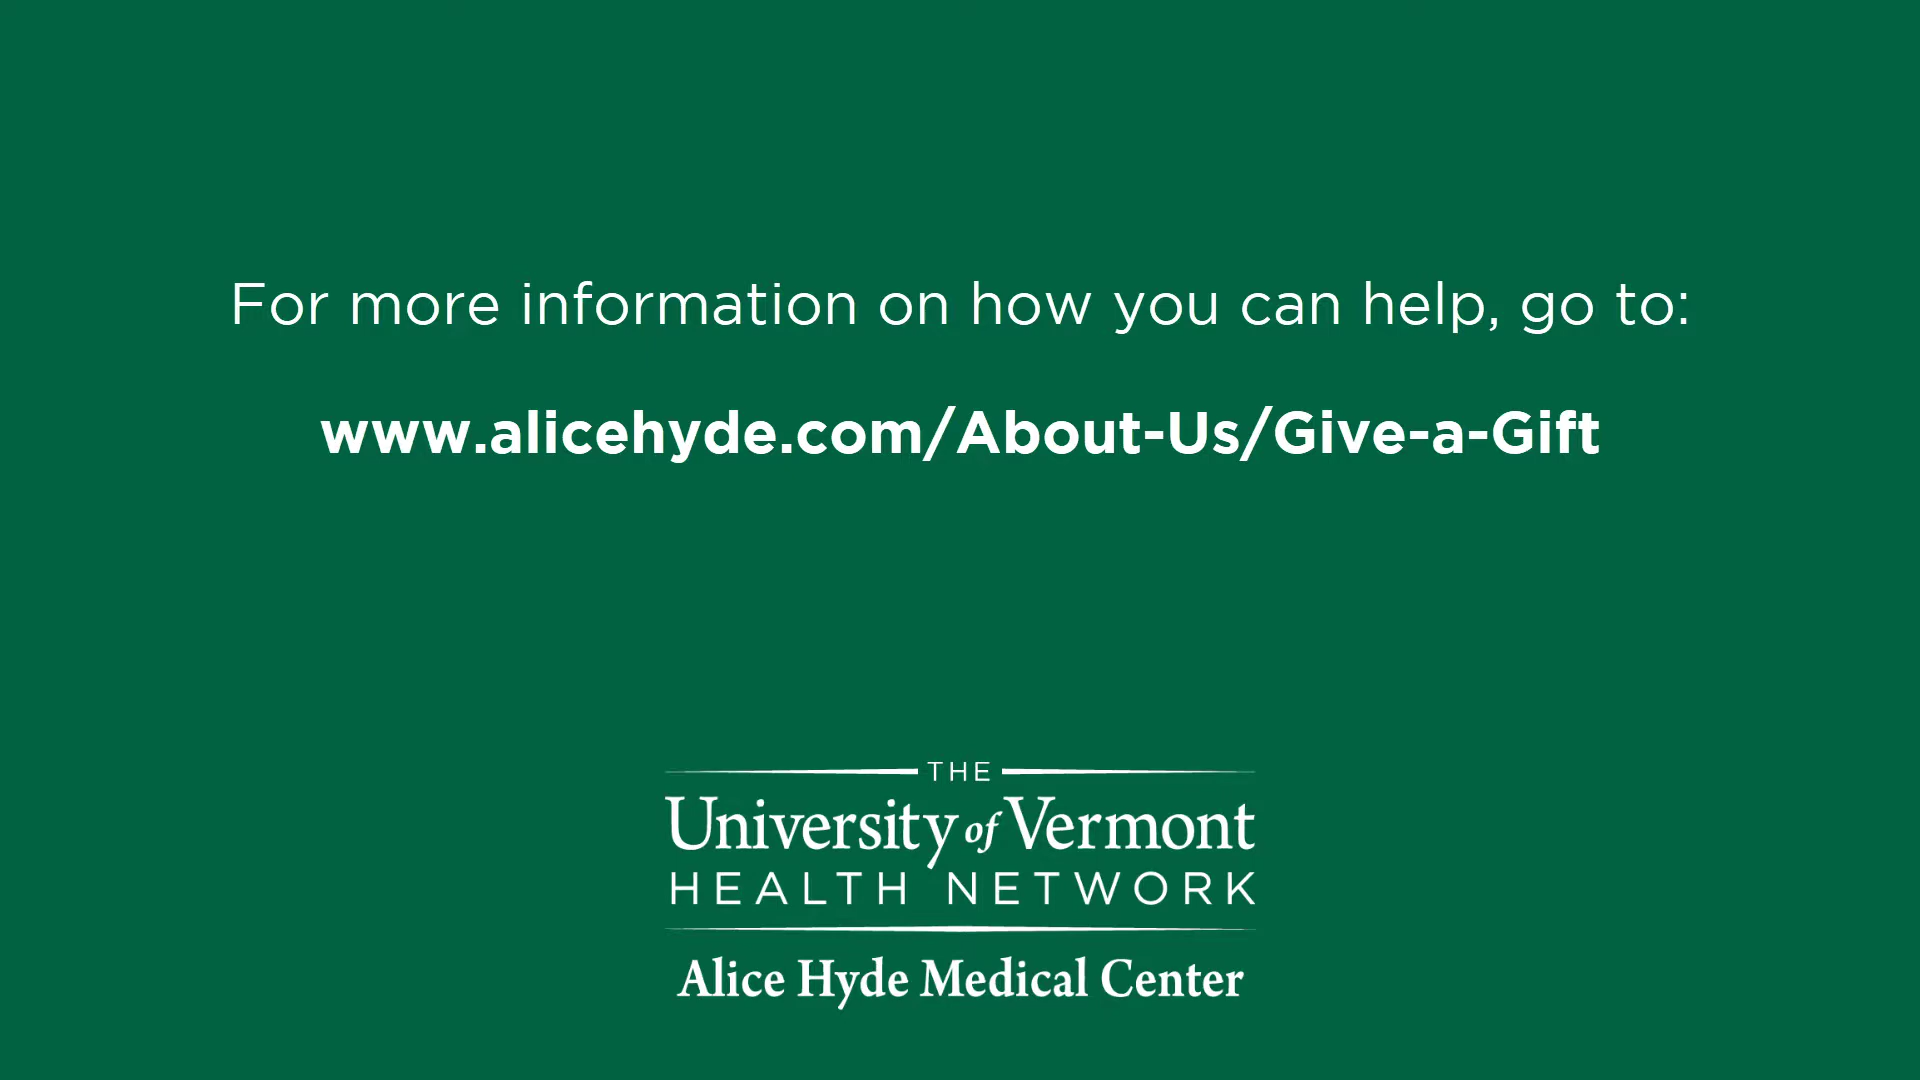 For more information on how you can help, go to:
www.alicehyde.com/About-Us/Give-a-Gift
THE
University of Vermont
HEALTH NETWORK
Alice Hyde Medical Center